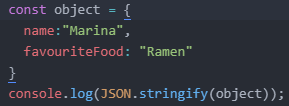 const object = {
  name:"Marina",
  favouriteFood: "Ramen"
}
console.log(JSON.stringify(object));